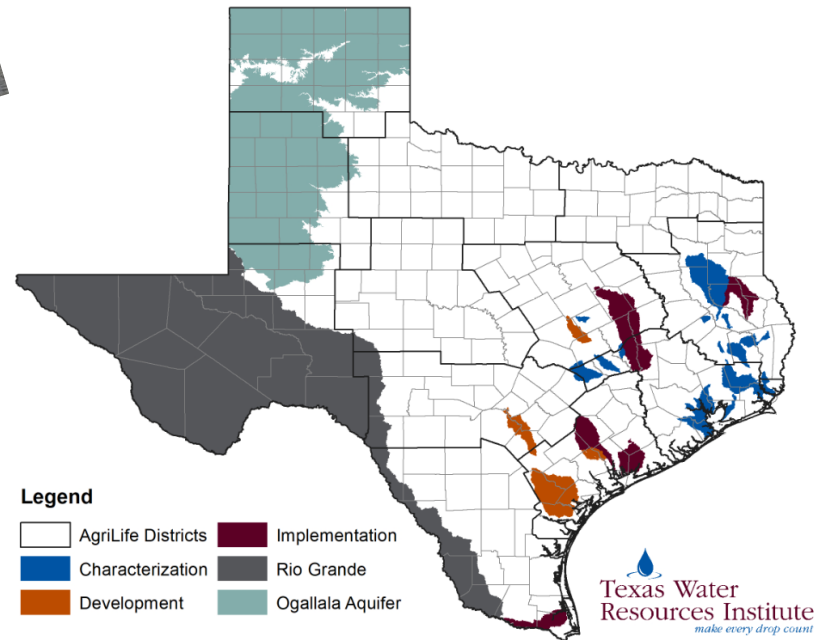 Legend
AgriLife Districts
Implementation
Characterization
Rio Grande
Development
Ogallala Aquifer
Texas Water
Resources Institute
make every drop count